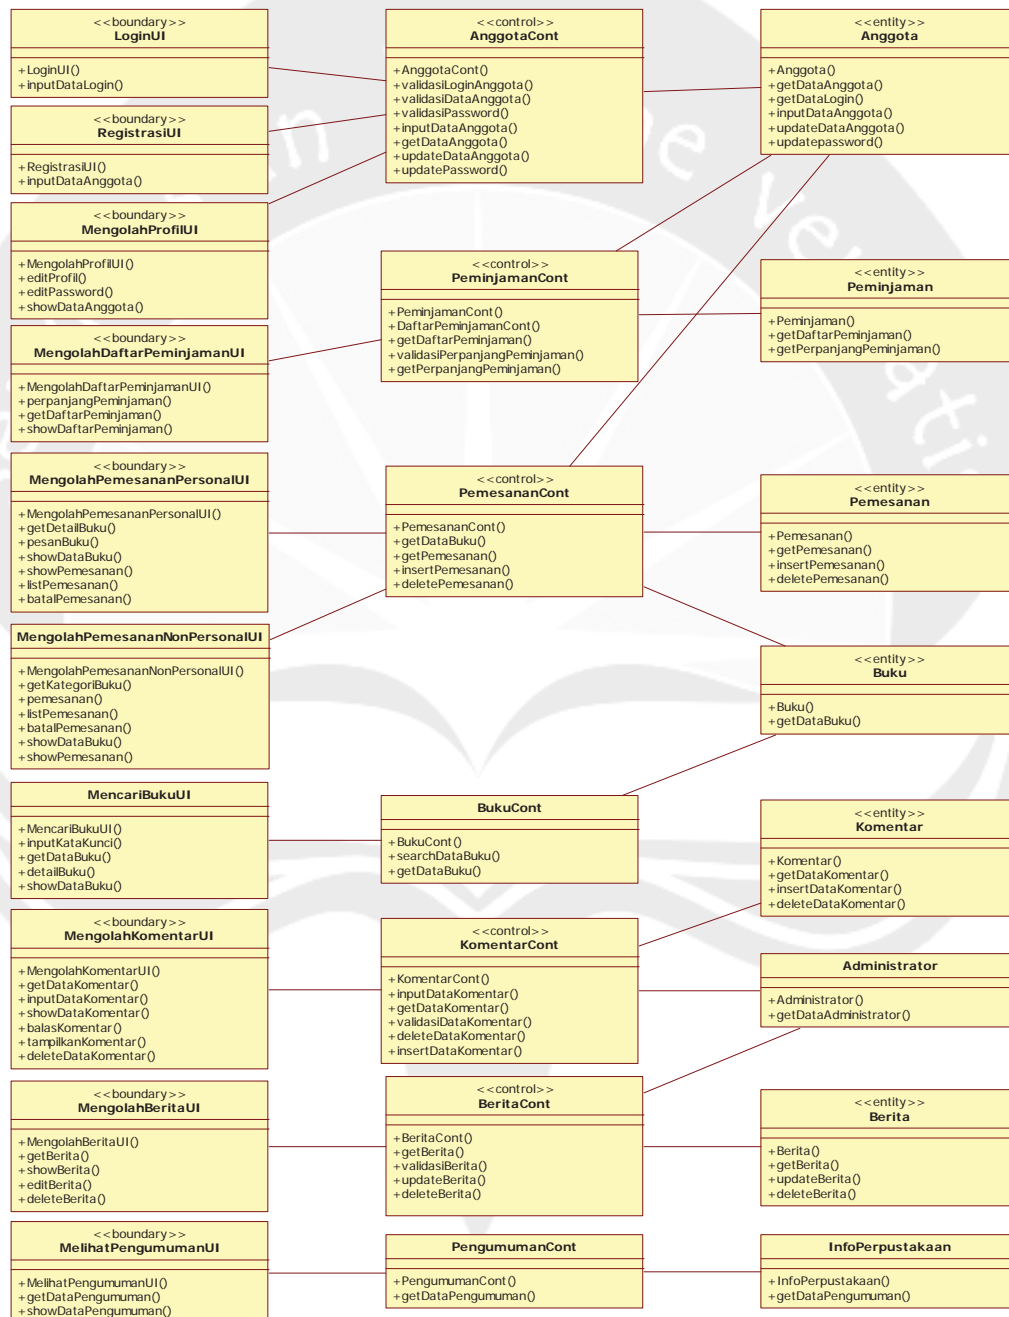 <<boundary>>
LoginUI
+LoginUI()
+inputDataLogin()
<<control>>
AnggotaCont
+AnggotaCont()
+validasiLoginAnggota()
+validasiDataAnggota()
+validasiPassword()
+inputDataAnggota()
+getDataAnggota()
+updateDataAnggota()
+updatePassword()
<<entity>>
Anggota
+Anggota()
+getDataAnggota()
+getDataLogin()
+inputDataAnggota()
+updateDataAnggota()
+updatepassword()
<<boundary>>
RegistrasiUI
+RegistrasiUI()
+inputDataAnggota()
<<boundary>>
MengolahProfilUI
+MengolahProfilUI()
+editProfil()
+editPassword()
+showDataAnggota()
<<control>>
PeminjamanCont
+PeminjamanCont()
+DaftarPeminjamanCont()
+getDaftarPeminjaman()
+validasiPerpanjangPeminjaman()
+getPerpanjangPeminjaman()
<<entity>>
Peminjaman
+Peminjaman()
+getDaftarPeminjaman()
+getPerpanjangPeminjaman()
<<boundary>>
MengolahDaftarPeminjamanUI
+MengolahDaftarPeminjamanUI()
+perpanjangPeminjaman()
+getDaftarPeminjaman()
+showDaftarPeminjaman()
<<boundary>>
MengolahPemesananPersonalUI
+MengolahPemesananPersonalUI()
+getDetailBuku()
+pesanBuku()
+showDataBuku()
+showPemesanan()
+listPemesanan()
+batalPemesanan()
<<control>>
PemesananCont
+PemesananCont()
+getDataBuku()
+getPemesanan()
+insertPemesanan()
+deletePemesanan()
<<entity>>
Pemesanan
+Pemesanan()
+getPemesanan()
+insertPemesanan()
+deletePemesanan()
MengolahPemesananNonPersonalUI
+MengolahPemesananNonPersonalUI()
+getKategoriBuku()
+pemesanan()
+listPemesanan()
+batalPemesanan()
+showDataBuku()
+showPemesanan()
<<entity>>
Buku
+Buku()
+getDataBuku()
MencariBukuUI
+MencariBukuUI()
+inputKataKunci()
+getDataBuku()
+detailBuku()
+showDataBuku()
BukuCont
+BukuCont()
+searchDataBuku()
+getDataBuku()
<<entity>>
Komentar
+Komentar()
+getDataKomentar()
+insertDataKomentar()
+deleteDataKomentar()
<<boundary>>
MengolahKomentarUI
+MengolahKomentarUI()
+getDataKomentar()
+inputDataKomentar()
+showDataKomentar()
+balasKomentar()
+tampilkanKomentar()
+deleteDataKomentar()
<<control>>
KomentarCont
+KomentarCont()
+inputDataKomentar()
+getDataKomentar()
+validasiDataKomentar()
+deleteDataKomentar()
+insertDataKomentar()
Administrator
+Administrator()
+getDataAdministrator()
<<boundary>>
MengolahBeritaUI
+MengolahBeritaUI()
+getBerita()
+showBerita()
+editBerita()
+deleteBerita()
<<control>>
BeritaCont
+BeritaCont()
+getBerita()
+validasiBerita()
+updateBerita()
+deleteBerita()
<<entity>>
Berita
+Berita()
+getBerita()
+updateBerita()
+deleteBerita()
<<boundary>>
MelihatPengumumanUI
+MelihatPengumumanUI()
+getDataPengumuman()
+showDataPengumuman()
PengumumanCont
+PengumumanCont()
+getDataPengumuman()
InfoPerpustakaan
+InfoPerpustakaan()
+getDataPengumuman()